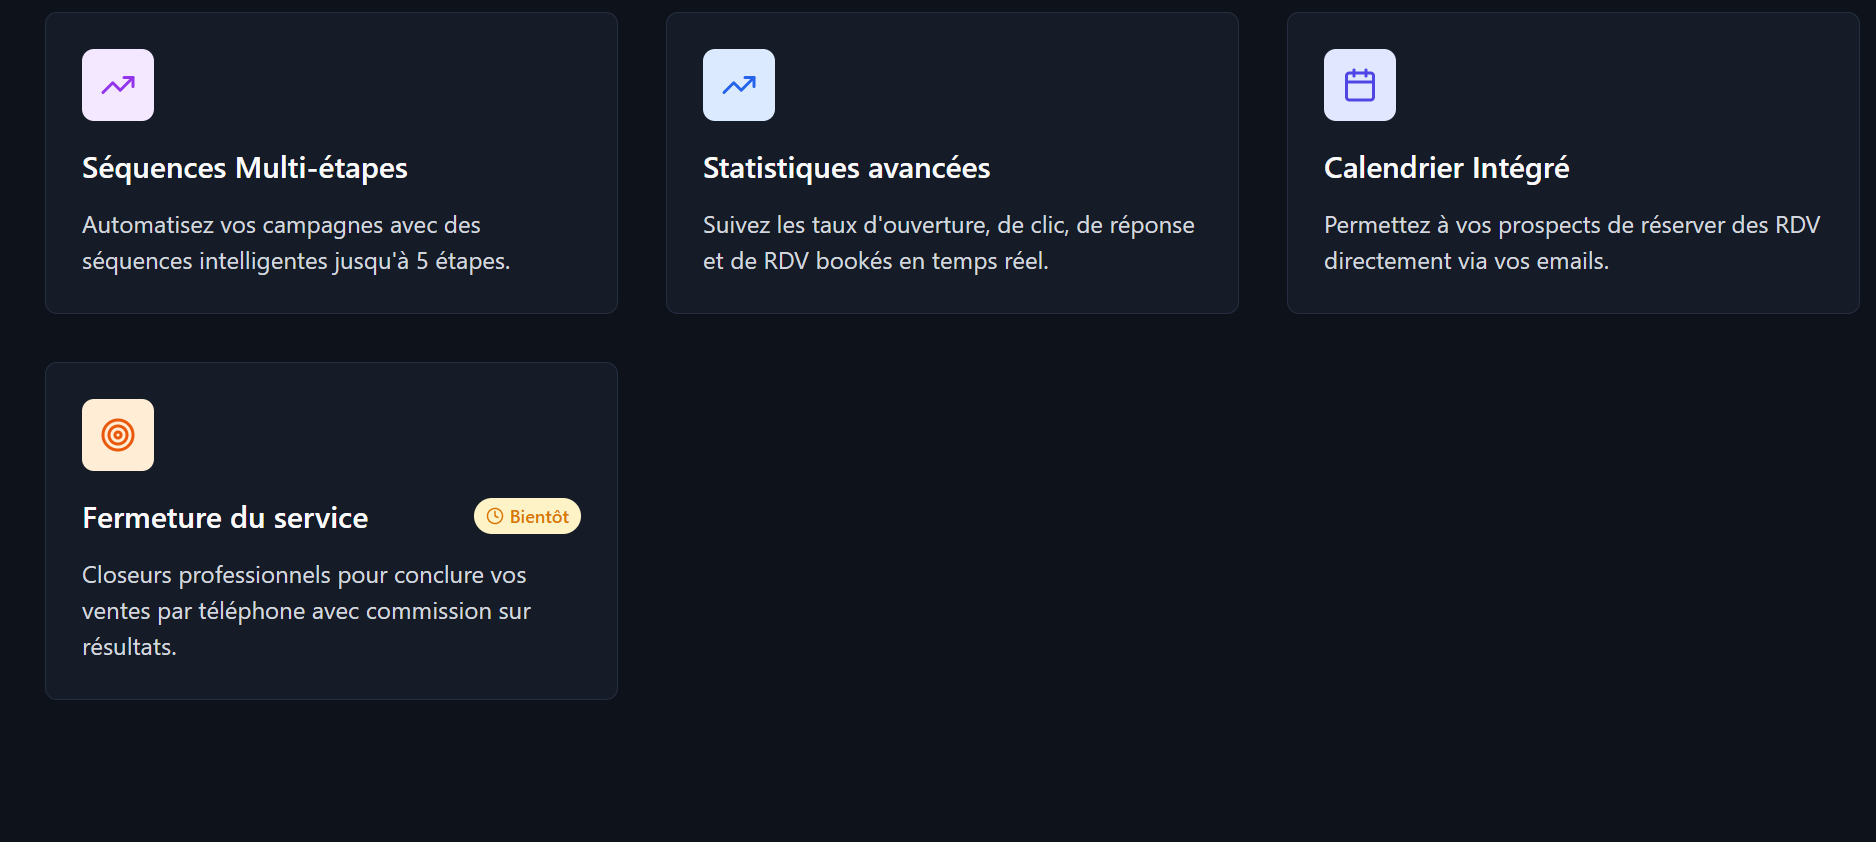 Séquences Multi-étapes
Automatisez vos campagnes avec des
séquences intelligentes jusqu'à 5 étapes.
Statistiques avancées
Suivez les taux d'ouverture, de clic, de réponse
et de RDV bookés en temps réel.
Calendrier Intégré
Permettez à vos prospects de réserver des RDV
directement via vos emails.
Fermeture du service
Bientôt
Closeurs professionnels pour conclure vos
ventes par téléphone avec commission sur
résultats.